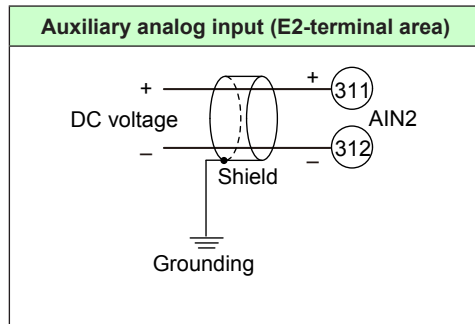 Auxiliary analog input (E2-terminal area)
+ + 311
DC voltage AIN2
– – 312
Shield
Grounding